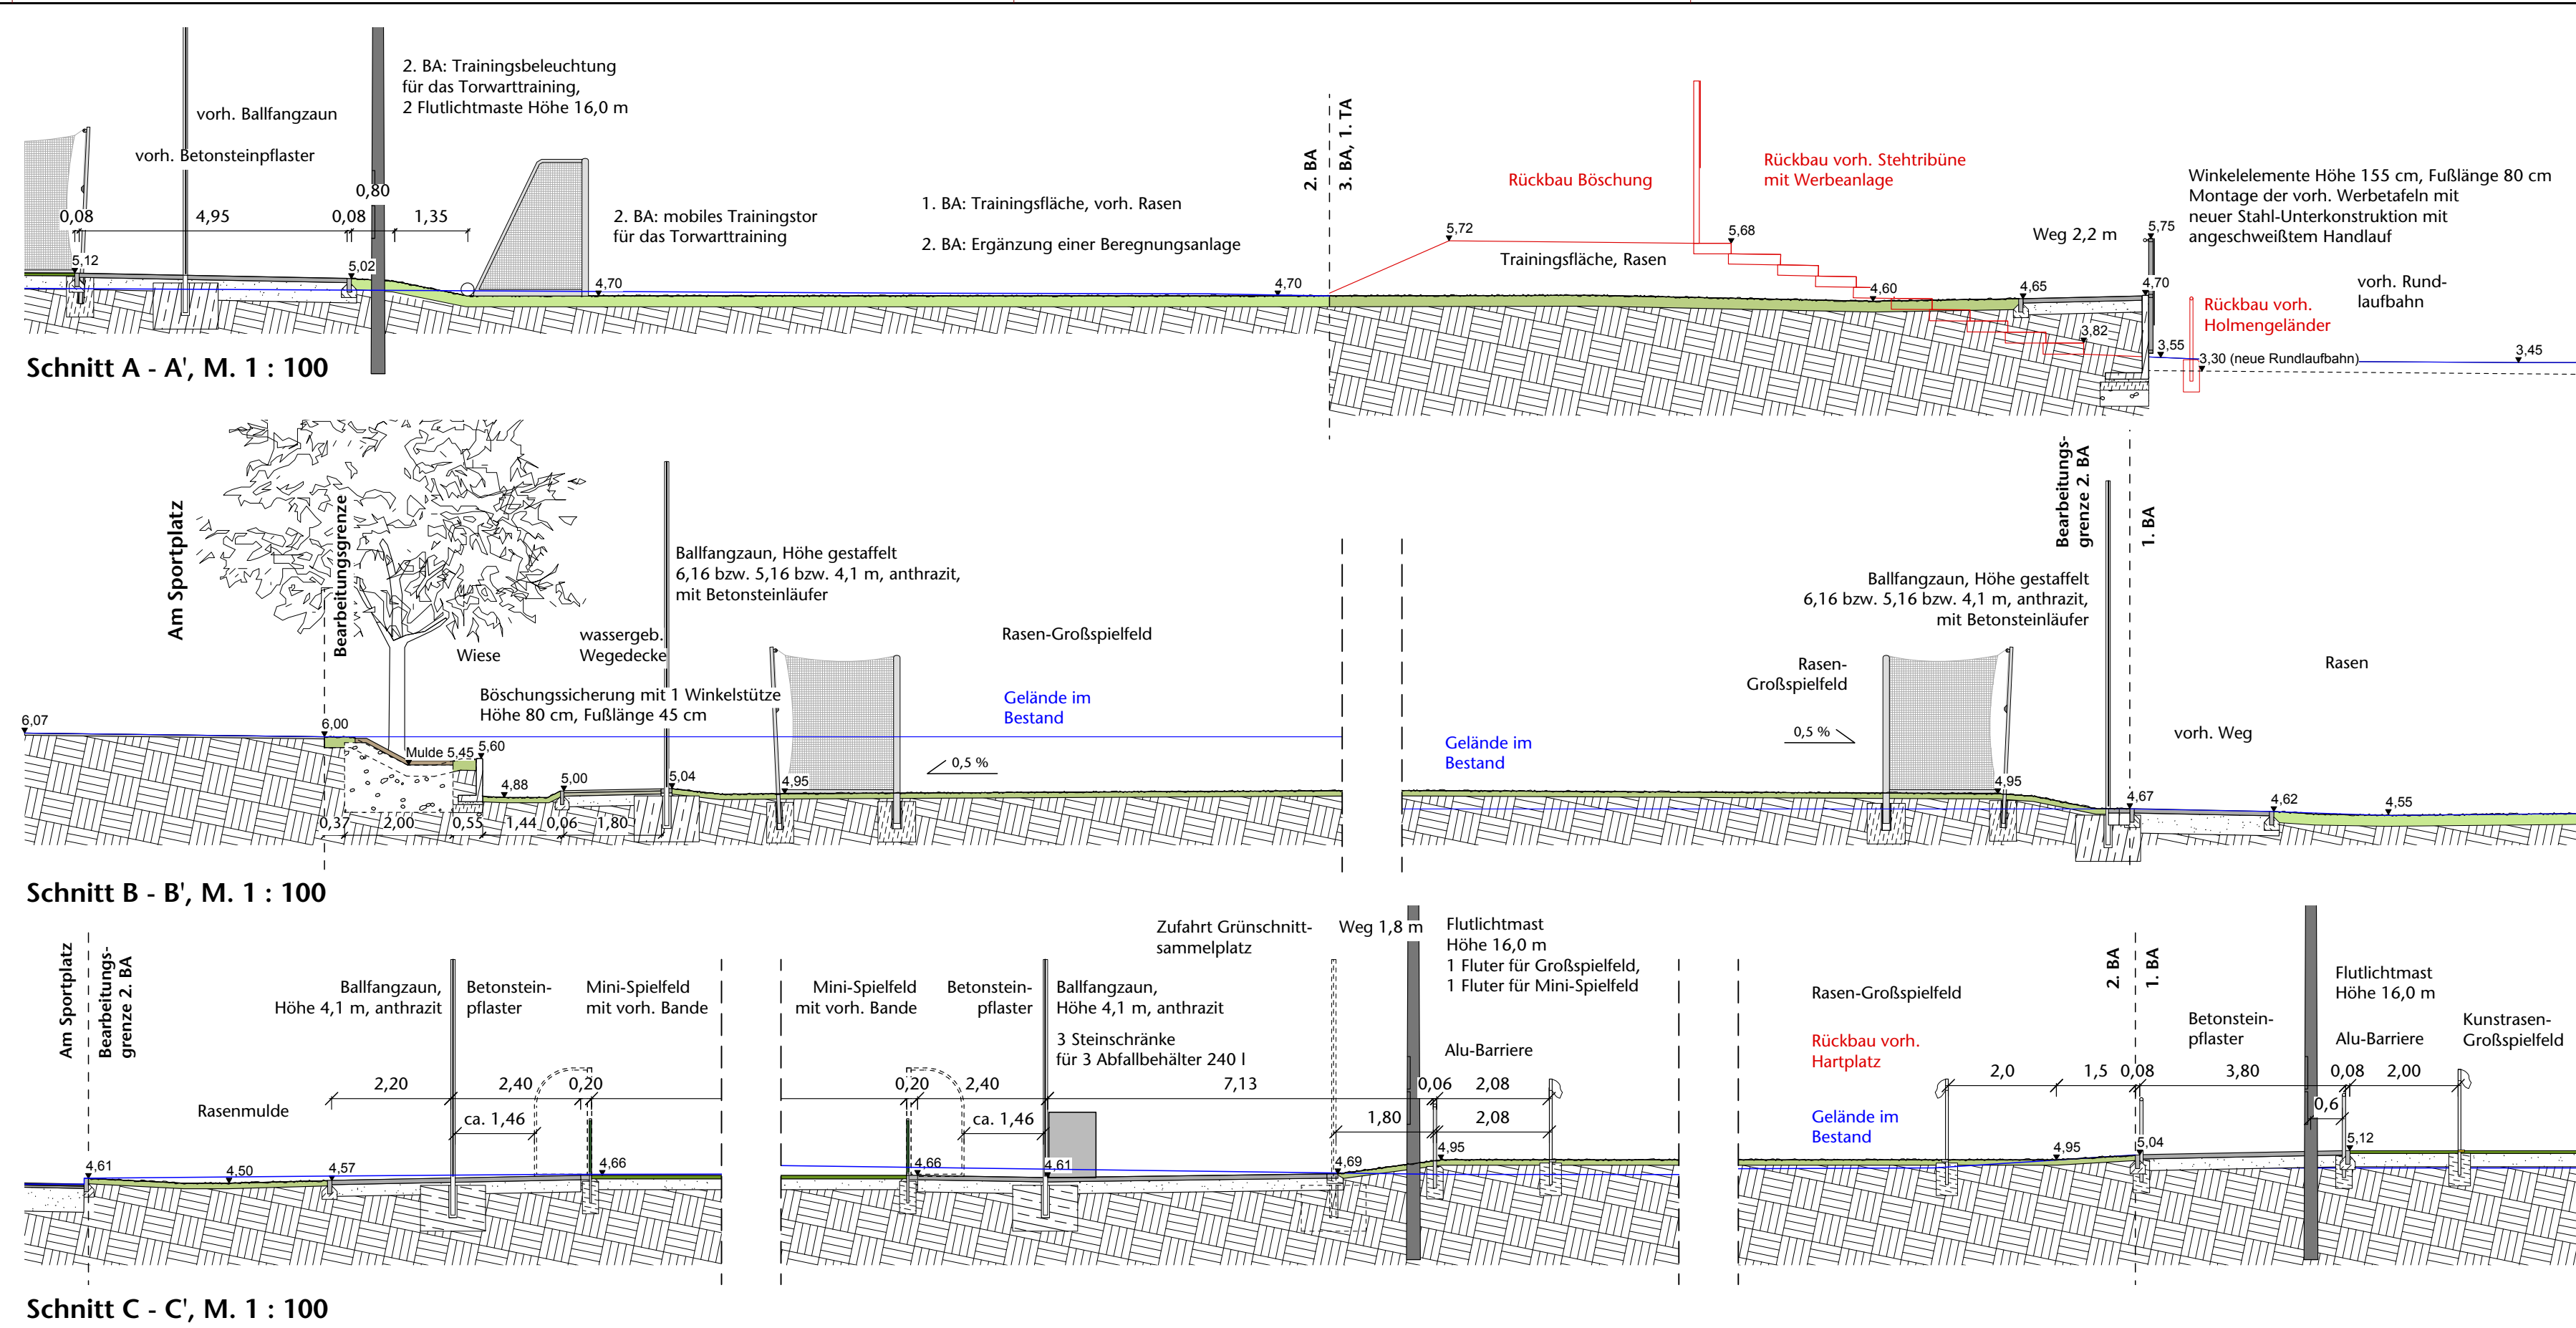 2. BA: Trainingsbeleuchtung
für das Torwarttraining,
2 Flutlichtmaste Höhe 16,0 m
vorh. Ballfangzaun
vorh. Betonsteinpflaster
0,80
0,08
4,95
0,08
1,35
5,12
5,02
2. BA: mobiles Trainingstor
für das Torwarttraining
4,70
1. BA: Trainingsfläche, vorh. Rasen
2. BA: Ergänzung einer Beregnungsanlage
4,70
2. BA
3. BA, 1. TA
Rückbau Böschung
Rückbau vorh. Stehtribüne
mit Werbeanlage
5,72
5,68
Trainingsfläche, Rasen
4,60
4,65
3,82
Weg 2,2 m
5,75
4,70
Winkelelemente Höhe 155 cm, Fußlänge 80 cm
Montage der vorh. Werbetafeln mit
neuer Stahl-Unterkonstruktion mit
angeschweißtem Handlauf
vorh. Rund-
laufbahn
Rückbau vorh.
Holmengeländer
3,55
3,30 (neue Rundlaufbahn)
3,45
Schnitt A - A', M. 1 : 100
Am Sportplatz
Bearbeitungsgrenze
Wiese
wassergeb.
Wegedecke
Ballfangzaun, Höhe gestaffelt
6,16 bzw. 5,16 bzw. 4,1 m, anthrazit,
mit Betonsteinläufer
Böschungssicherung mit 1 Winkelstütze
Höhe 80 cm, Fußlänge 45 cm
Rasen-Großspielfeld
Gelände im
Bestand
0,5 %
6,07
6,00
Mulde 5,45
5,60
4,88
5,00
5,04
4,95
0,37
2,00
0,55
1,44
0,06
1,80
Gelände im
Bestand
0,5 %
Rasen-
Großspielfeld
Ballfangzaun, Höhe gestaffelt
6,16 bzw. 5,16 bzw. 4,1 m, anthrazit,
mit Betonsteinläufer
Bearbeitungs-
grenze 2. BA
1. BA
4,95
4,67
4,62
4,55
vorh. Weg
Rasen
Schnitt B - B', M. 1 : 100
Am Sportplatz
Bearbeitungs-
grenze 2. BA
Ballfangzaun,
Höhe 4,1 m, anthrazit
Betonstein-
pflaster
Mini-Spielfeld
mit vorh. Bande
Rasenmulde
2,20
2,40
0,20
ca. 1,46
4,61
4,50
4,57
4,66
Mini-Spielfeld
mit vorh. Bande
Betonstein-
pflaster
Ballfangzaun,
Höhe 4,1 m, anthrazit
3 Steinschränke
für 3 Abfallbehälter 240 l
Zufahrt Grünschnitt-
sammelplatz
Weg 1,8 m
Flutlichtmast
Höhe 16,0 m
1 Fluter für Großspielfeld,
1 Fluter für Mini-Spielfeld
Alu-Barriere
0,20
2,40
7,13
0,06
2,08
ca. 1,46
1,80
2,08
4,66
4,61
4,69
4,95
Rasen-Großspielfeld
Rückbau vorh.
Hartplatz
Gelände im
Bestand
2. BA
1. BA
Betonstein-
pflaster
Flutlichtmast
Höhe 16,0 m
Alu-Barriere
Kunstrasen-
Großspielfeld
2,0
1,5
0,08
3,80
0,08
2,00
0,6
4,95
5,04
5,12
Schnitt C - C', M. 1 : 100